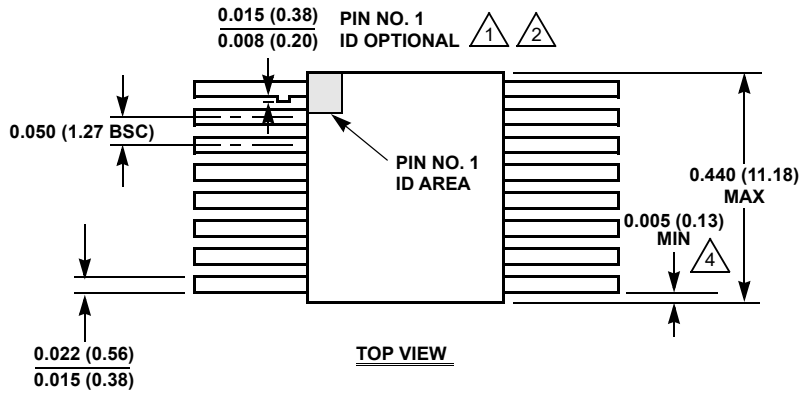 0.015 (0.38)
0.008 (0.20)
PIN NO. 1
ID OPTIONAL 1 2
0.050 (1.27 BSC)
PIN NO. 1
ID AREA
0.440 (11.18)
MAX
0.005 (0.13)
MIN 4
0.022 (0.56)
0.015 (0.38)
TOP VIEW